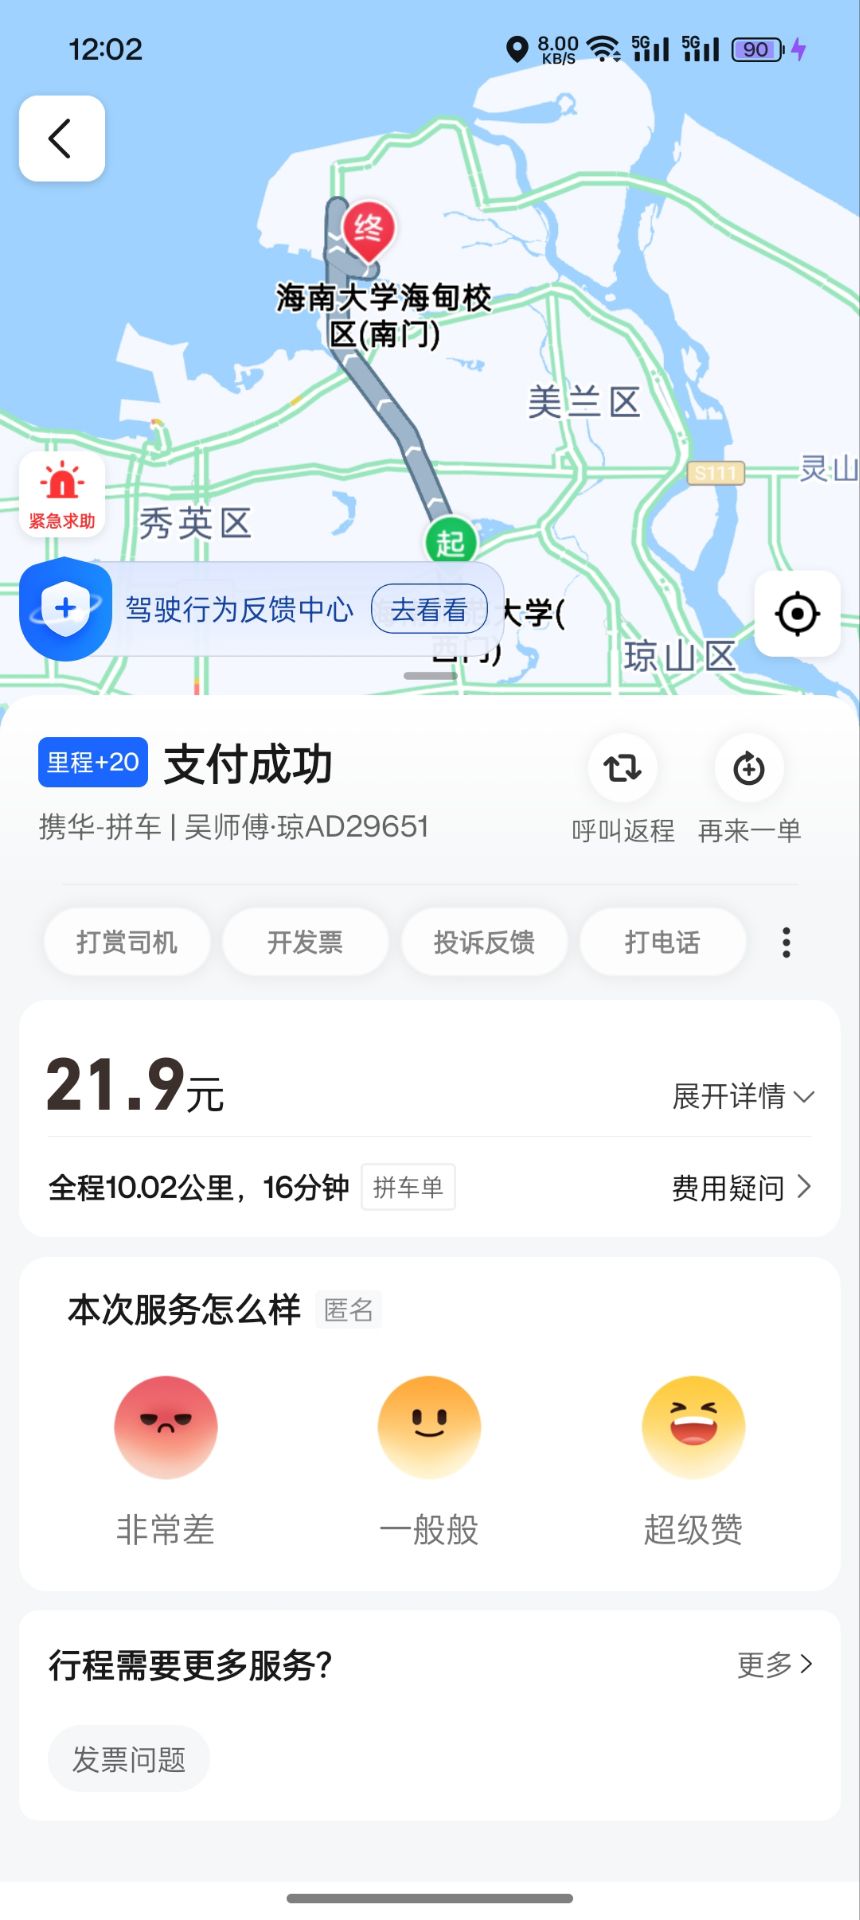 12:02
8.00
KB/S
5G
5G
90
终
海南大学海甸校
区(南门)
美兰区
S111
灵山
紧急求助
秀英区
起
驾驶行为反馈中心
去看看
大学(
西门)
琼山区
里程+20
支付成功
携华-拼车 | 吴师傅·琼AD29651
呼叫返程
再来一单
打赏司机
开发票
投诉反馈
打电话
21.9元
展开详情
全程10.02公里，16分钟
拼车单
费用疑问
本次服务怎么样
匿名
非常差
一般般
超级赞
行程需要更多服务?
更多
发票问题